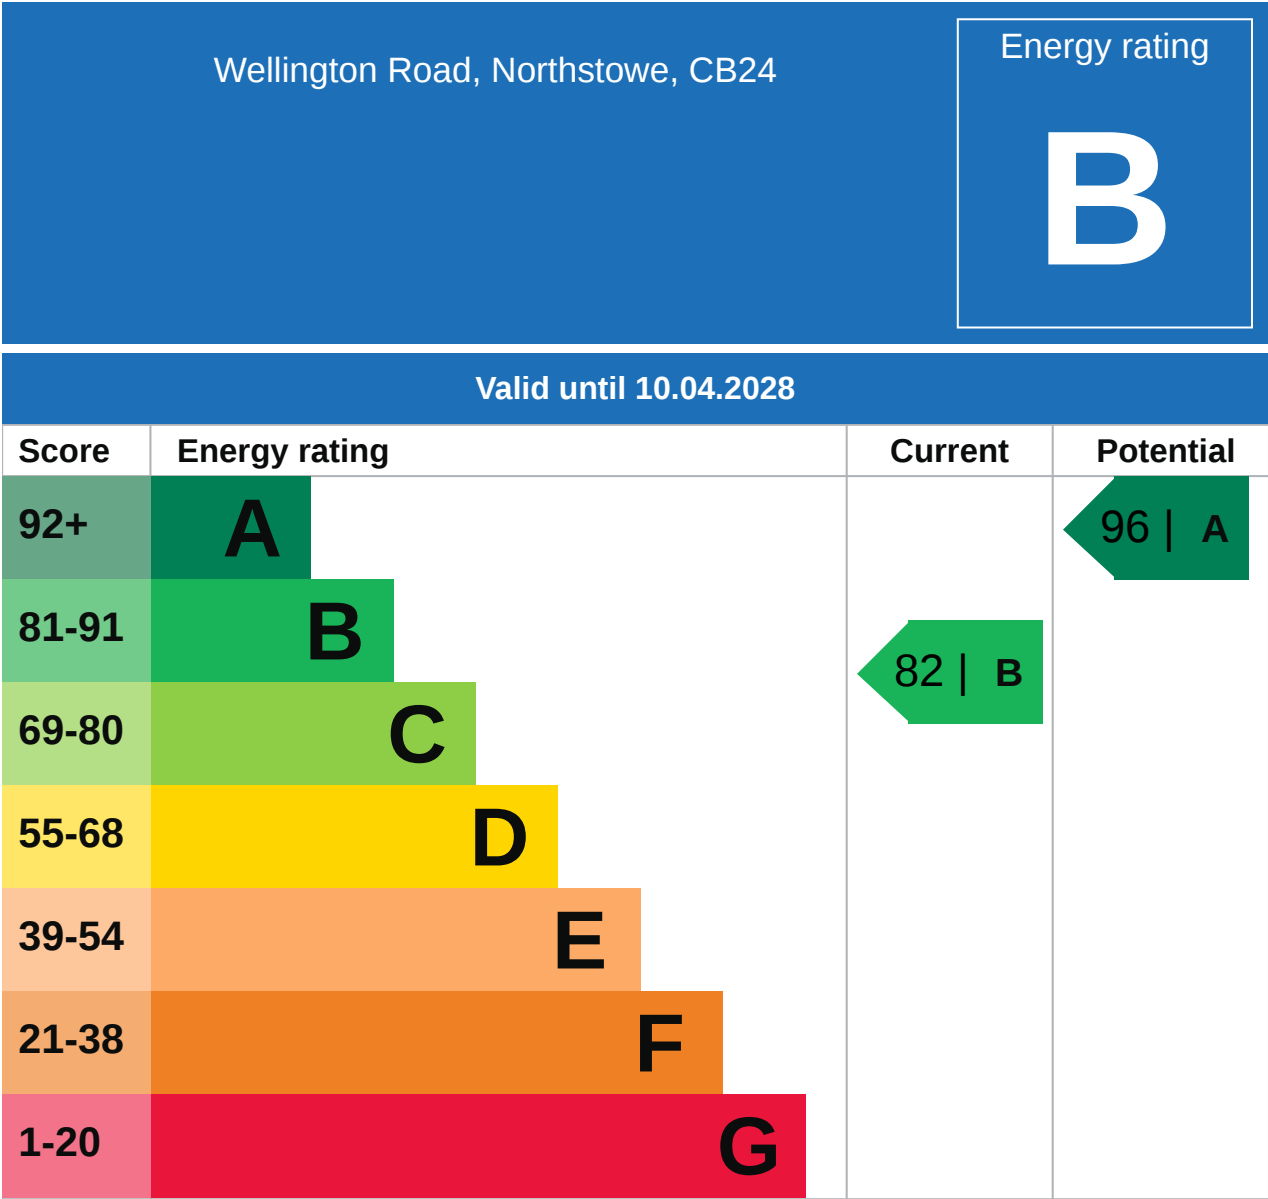 Wellington Road, Northstowe, CB24
Energy rating
B
Valid until 10.04.2028
Score Energy rating Current Potential
92+ A 96 | A
81-91 B 82 | B
69-80 C
55-68 D
39-54 E
21-38 F
1-20 G